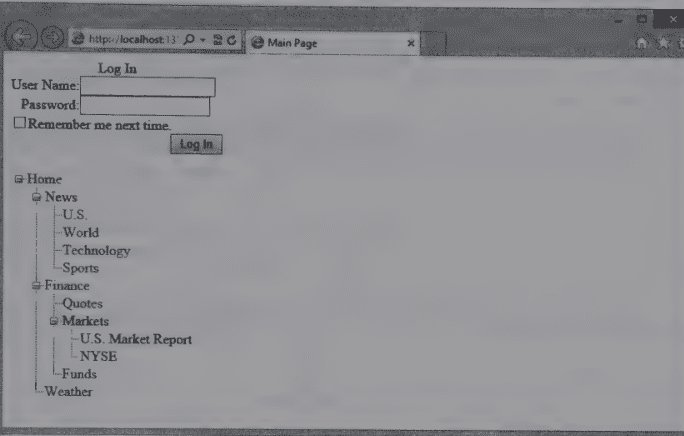 http://localhost:13
Main Page
Log In
User Name:
Password:
Remember me next time.
Log In
Home
News
U.S.
World
Technology
Sports
Finance
Quotes
Markets
U.S. Market Report
NYSE
Funds
Weather